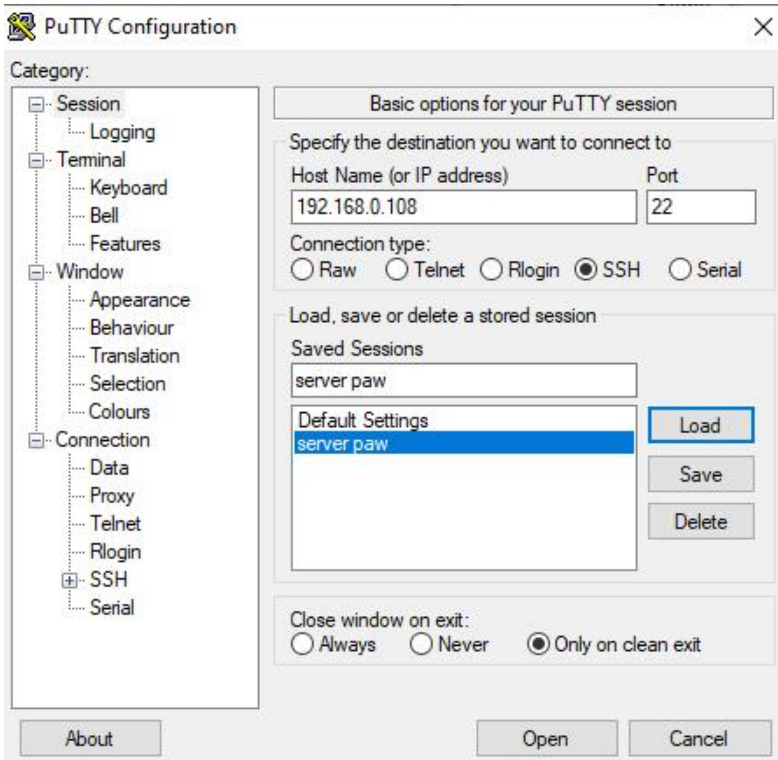 PuTTY Configuration
Category:
Session
Logging
Terminal
Keyboard
Bell
Features
Window
Appearance
Behaviour
Translation
Selection
Colours
Connection
Data
Proxy
Telnet
Rlogin
SSH
Serial
Basic options for your PuTTY session
Specify the destination you want to connect to
Host Name (or IP address) Port
192.168.0.108 22
Connection type:
Raw Telnet Rlogin SSH Serial
Load, save or delete a stored session
Saved Sessions
server paw
Default Settings
server paw
Load
Save
Delete
Close window on exit:
Always Never Only on clean exit
About Open Cancel